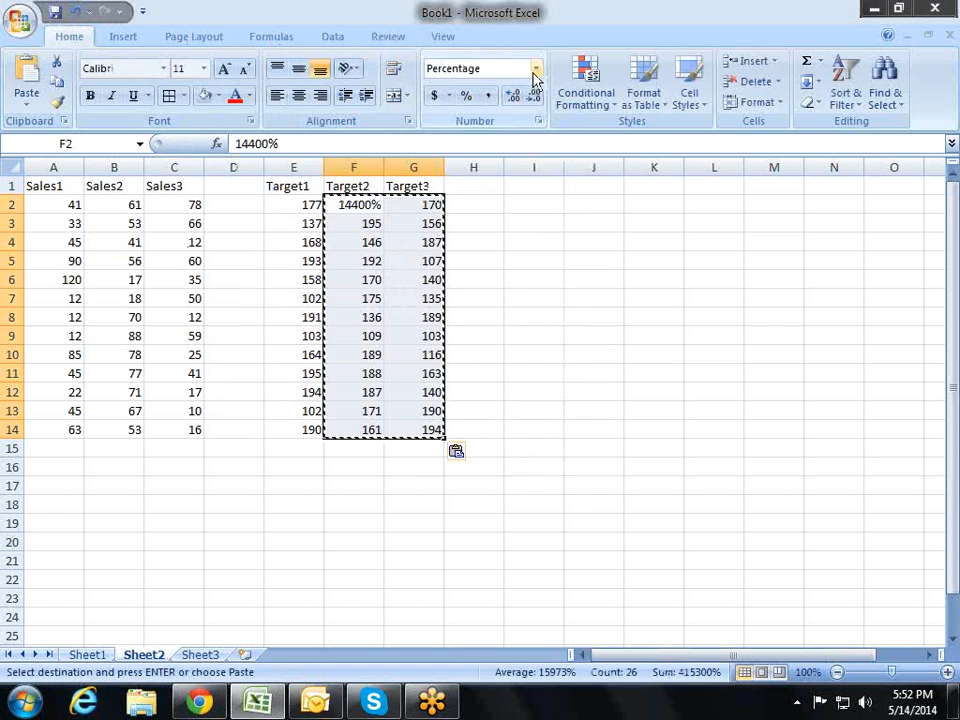 Book1 - Microsoft Excel
Home Insert Page Layout Formulas Data Review View
Paste
Calibri 11
B I U
A A
A
Percentage
$ % ,
Conditional Formatting
Format as Table
Cell Styles
Insert
Delete
Format
Σ
Sort & Filter
Find & Select
Clipboard Font Alignment Number Styles Cells Editing
F2 fx 14400%
A B C D E F G H I J K L M N O
1 Sales1 Sales2 Sales3 Target1 Target2 Target3
2 41 61 78 177 14400% 170
3 33 53 66 137 195 156
4 45 41 12 168 146 187
5 90 56 60 193 192 107
6 120 17 35 158 170 140
7 12 18 50 102 175 135
8 12 70 12 191 136 189
9 12 88 59 103 109 103
10 85 78 25 164 189 116
11 45 77 41 195 188 163
12 22 71 17 194 187 140
13 45 67 10 102 171 190
14 63 53 16 190 161 194
15
16
17
18
19
20
21
22
23
24
25
Sheet1 Sheet2 Sheet3
Select destination and press ENTER or choose Paste Average: 15973% Count: 26 Sum: 415300% 100%
5:52 PM
5/14/2014